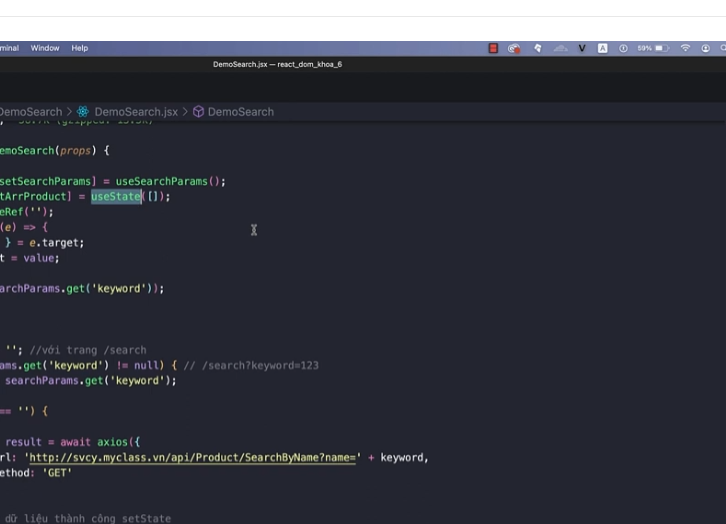 minal Window Help V A 59%
DemoSearch.jsx — react_dom_khoa_6
DemoSearch > DemoSearch.jsx > DemoSearch
emoSearch(props) {
setSearchParams] = useSearchParams();
tArrProduct] = useState([]);
eRef('');
(e) => {
} = e.target;
t = value;
archParams.get('keyword'));
''; //với trang /search
ams.get('keyword') != null) { // /search?keyword=123
searchParams.get('keyword');
== '') {
result = await axios({
rl: 'http://svcy.myclass.vn/api/Product/SearchByName?name=' + keyword,
ethod: 'GET'
dữ liệu thành công setState